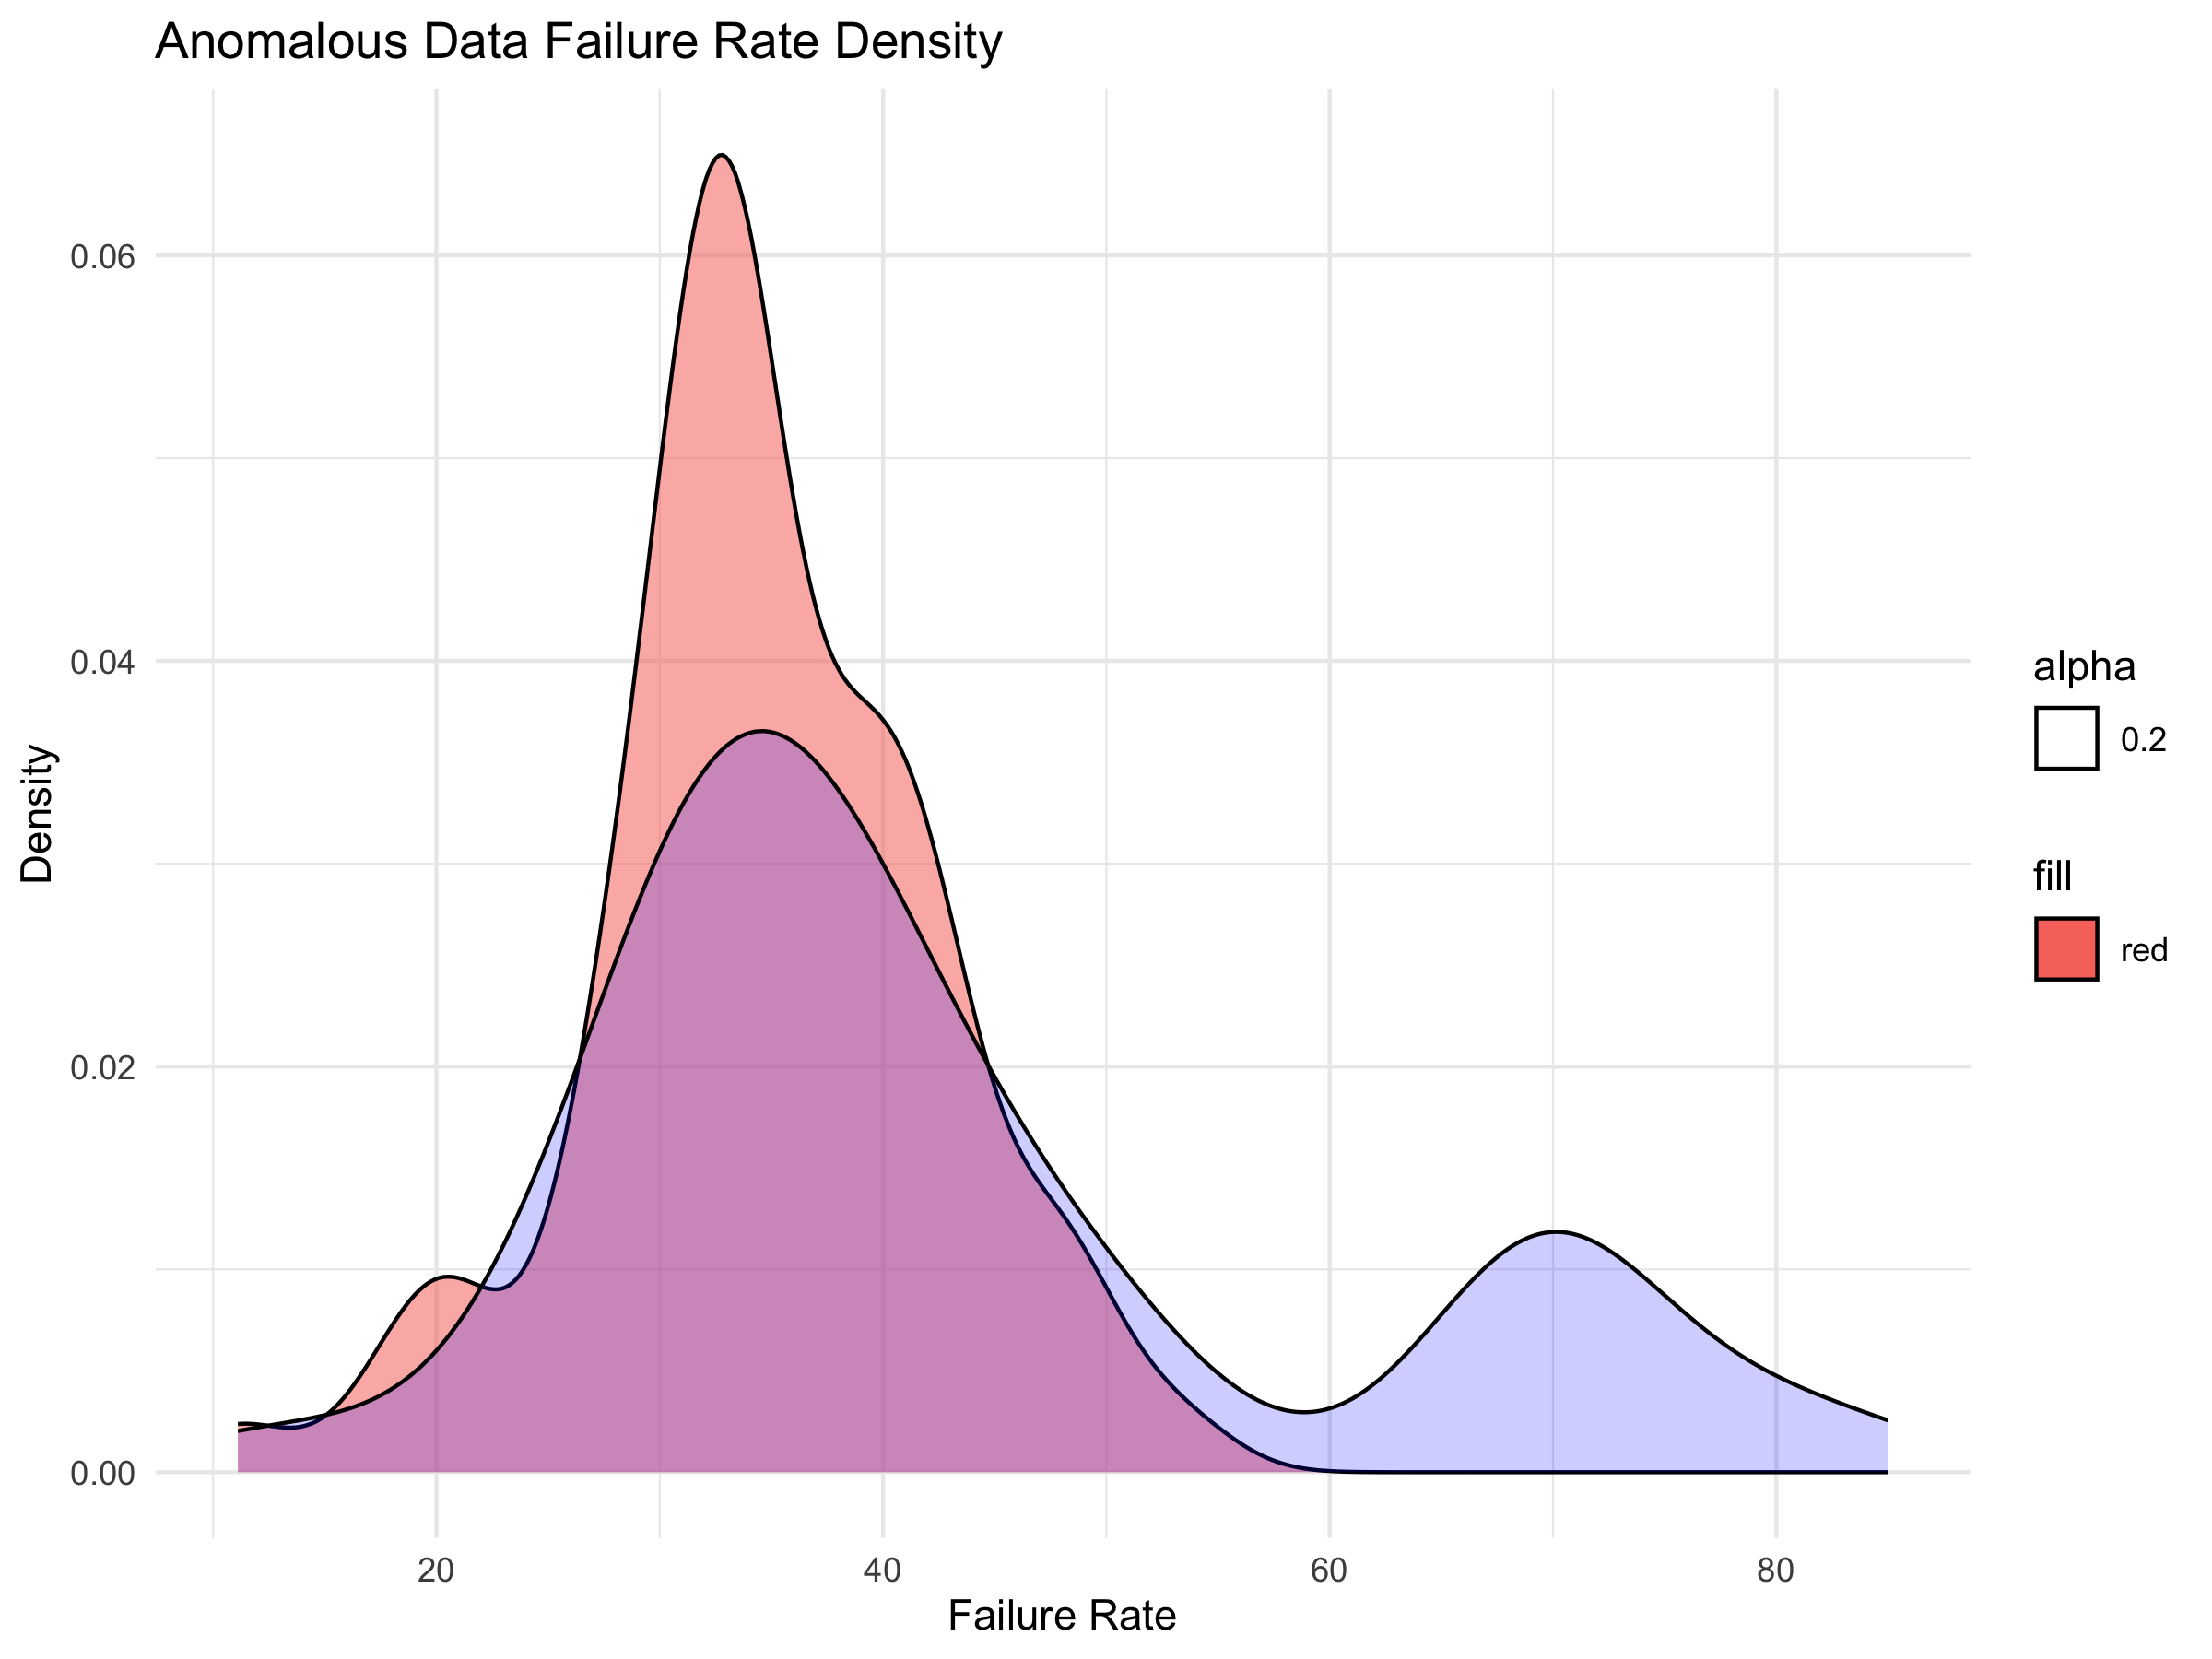 Anomalous Data Failure Rate Density
0.06
0.04
0.02
0.00
Density
20 40 60 80
Failure Rate
alpha
0.2
fill
red